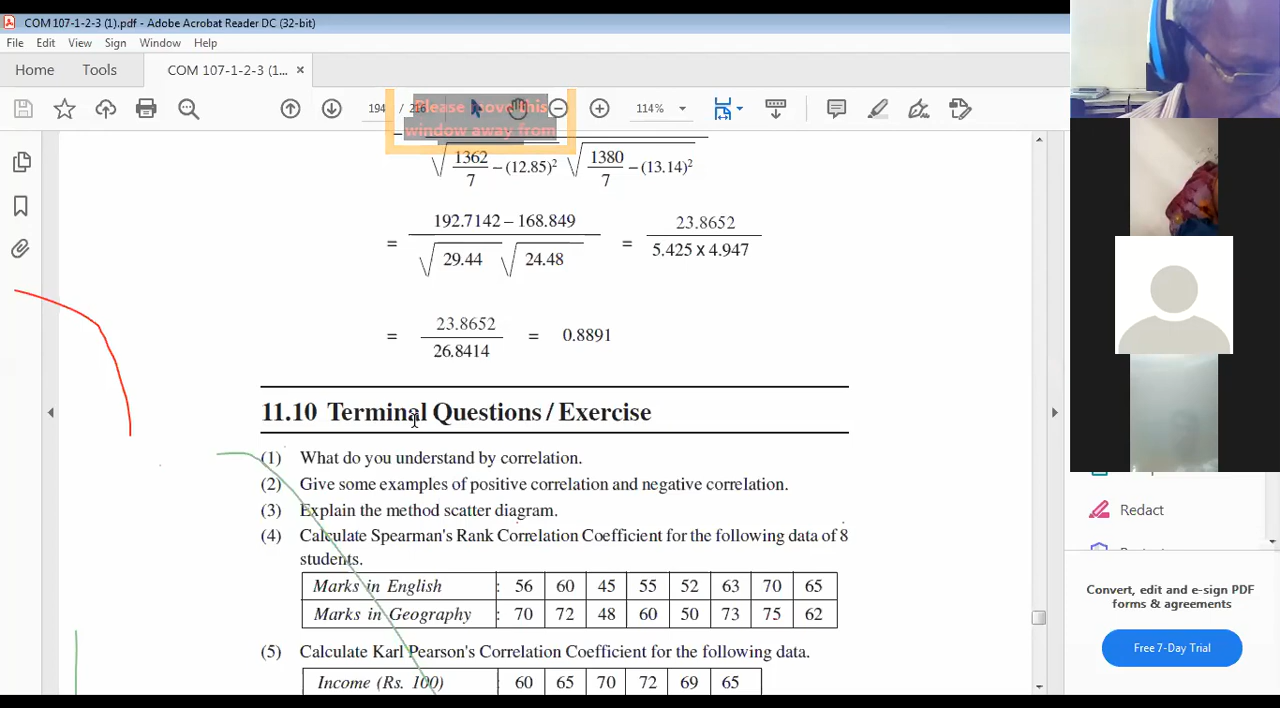 COM 107-1-2-3 (1).pdf - Adobe Acrobat Reader DC (32-bit)
File Edit View Sign Window Help
Home Tools COM 107-1-2-3 (1... ×
194 / 216 114%
Please move this
window away from
1362/7 − (12.85)² 1380/7 − (13.14)²
= 192.7142 − 168.849 / √29.44 √24.48 = 23.8652 / 5.425 x 4.947
= 23.8652 / 26.8414 = 0.8891
11.10 Terminal Questions / Exercise
(1) What do you understand by correlation.
(2) Give some examples of positive correlation and negative correlation.
(3) Explain the method scatter diagram.
(4) Calculate Spearman's Rank Correlation Coefficient for the following data of 8
students.
Marks in English : 56 60 45 55 52 63 70 65
Marks in Geography : 70 72 48 60 50 73 75 62
(5) Calculate Karl Pearson's Correlation Coefficient for the following data.
Income (Rs. 100) : 60 65 70 72 69 65
Redact
Convert, edit and e-sign PDF
forms & agreements
Free 7-Day Trial